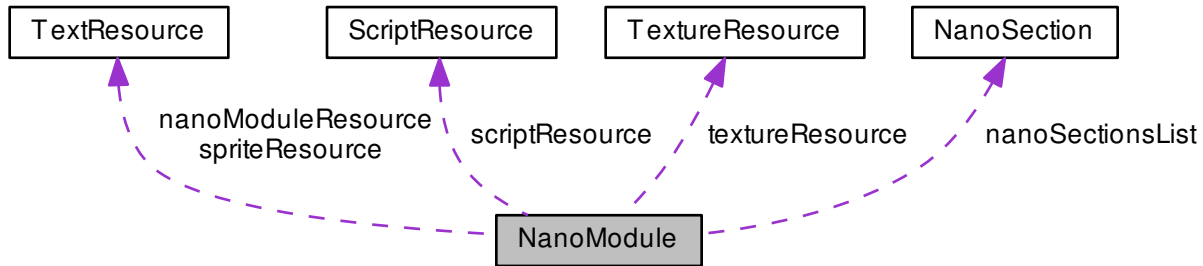 TextResource
ScriptResource
TextureResource
NanoSection
nanoModuleResource
spriteResource
scriptResource
textureResource
nanoSectionsList
NanoModule